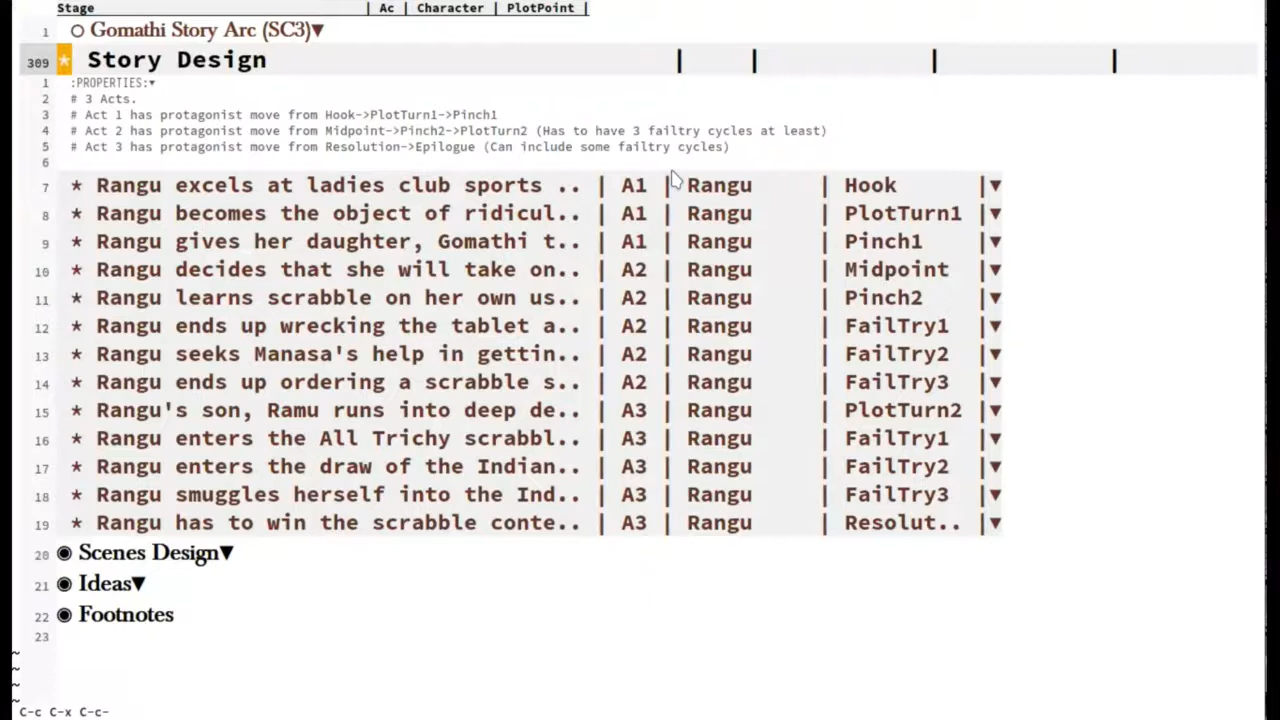 Stage | Ac | Character | PlotPoint |
1 ○ Gomathi Story Arc (SC3)▼
309 * Story Design | | | |
1 :PROPERTIES:▾
2 # 3 Acts.
3 # Act 1 has protagonist move from Hook->PlotTurn1->Pinch1
4 # Act 2 has protagonist move from Midpoint->Pinch2->PlotTurn2 (Has to have 3 failtry cycles at least)
5 # Act 3 has protagonist move from Resolution->Epilogue (Can include some failtry cycles)
6
7 * Rangu excels at ladies club sports .. | A1 | Rangu | Hook |▼
8 * Rangu becomes the object of ridicul.. | A1 | Rangu | PlotTurn1 |▼
9 * Rangu gives her daughter, Gomathi t.. | A1 | Rangu | Pinch1 |▼
10 * Rangu decides that she will take on.. | A2 | Rangu | Midpoint |▼
11 * Rangu learns scrabble on her own us.. | A2 | Rangu | Pinch2 |▼
12 * Rangu ends up wrecking the tablet a.. | A2 | Rangu | FailTry1 |▼
13 * Rangu seeks Manasa's help in gettin.. | A2 | Rangu | FailTry2 |▼
14 * Rangu ends up ordering a scrabble s.. | A2 | Rangu | FailTry3 |▼
15 * Rangu's son, Ramu runs into deep de.. | A3 | Rangu | PlotTurn2 |▼
16 * Rangu enters the All Trichy scrabbl.. | A3 | Rangu | FailTry1 |▼
17 * Rangu enters the draw of the Indian.. | A3 | Rangu | FailTry2 |▼
18 * Rangu smuggles herself into the Ind.. | A3 | Rangu | FailTry3 |▼
19 * Rangu has to win the scrabble conte.. | A3 | Rangu | Resolut.. |▼
20 ◉ Scenes Design▼
21 ◉ Ideas▼
22 ◉ Footnotes
23
~
~
~
~
C-c C-x C-c-